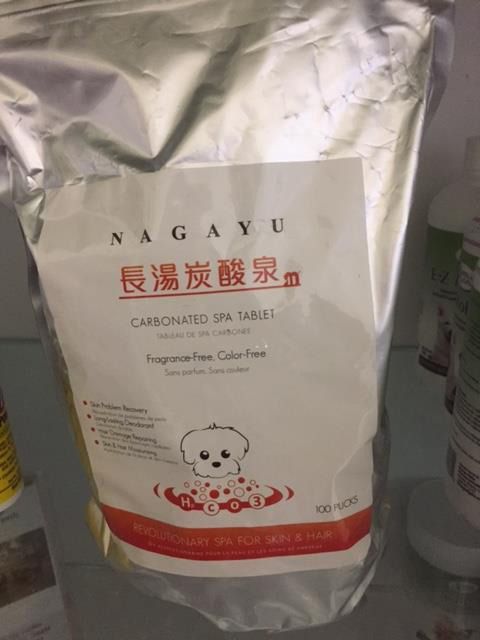 NAGAYU
長湯炭酸泉m
CARBONATED SPA TABLET
TABLEAU DE SPA CARBONEE
Fragrance-Free, Color-Free
Sans parfum, Sans couleur
Skin Problem Recovery
Long-lasting Deodorant
Hair Damage Repairing
Skin & Hair Moisturizing
HCO3
100 PUCKS
REVOLUTIONARY SPA FOR SKIN & HAIR
E-Z